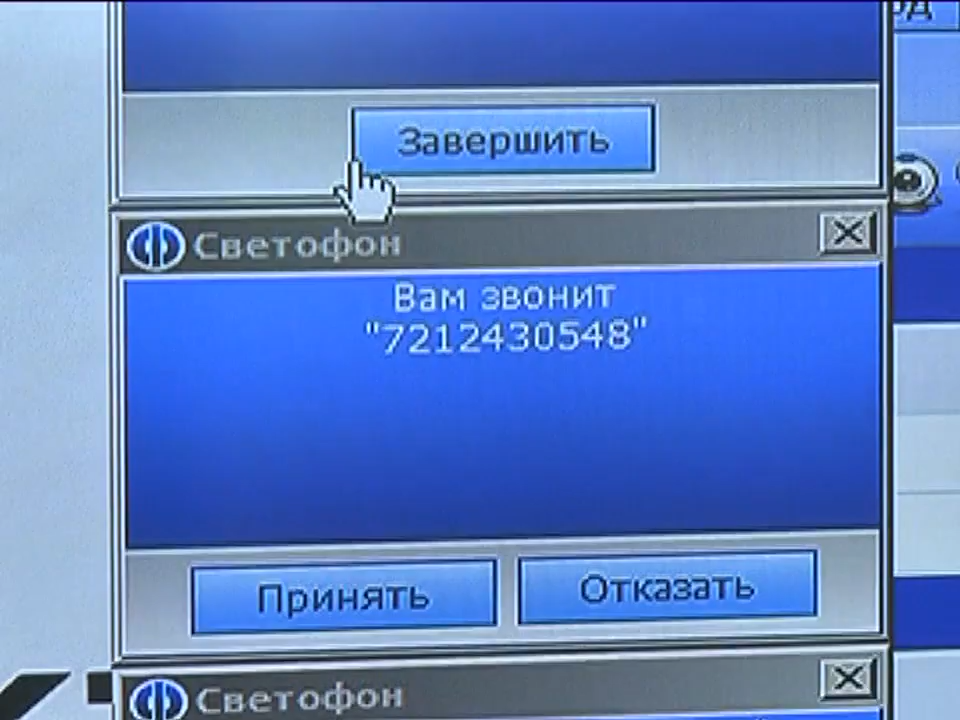 Завершить
Светофон
Вам звонит
"7212430548"
Принять
Отказать
Светофон